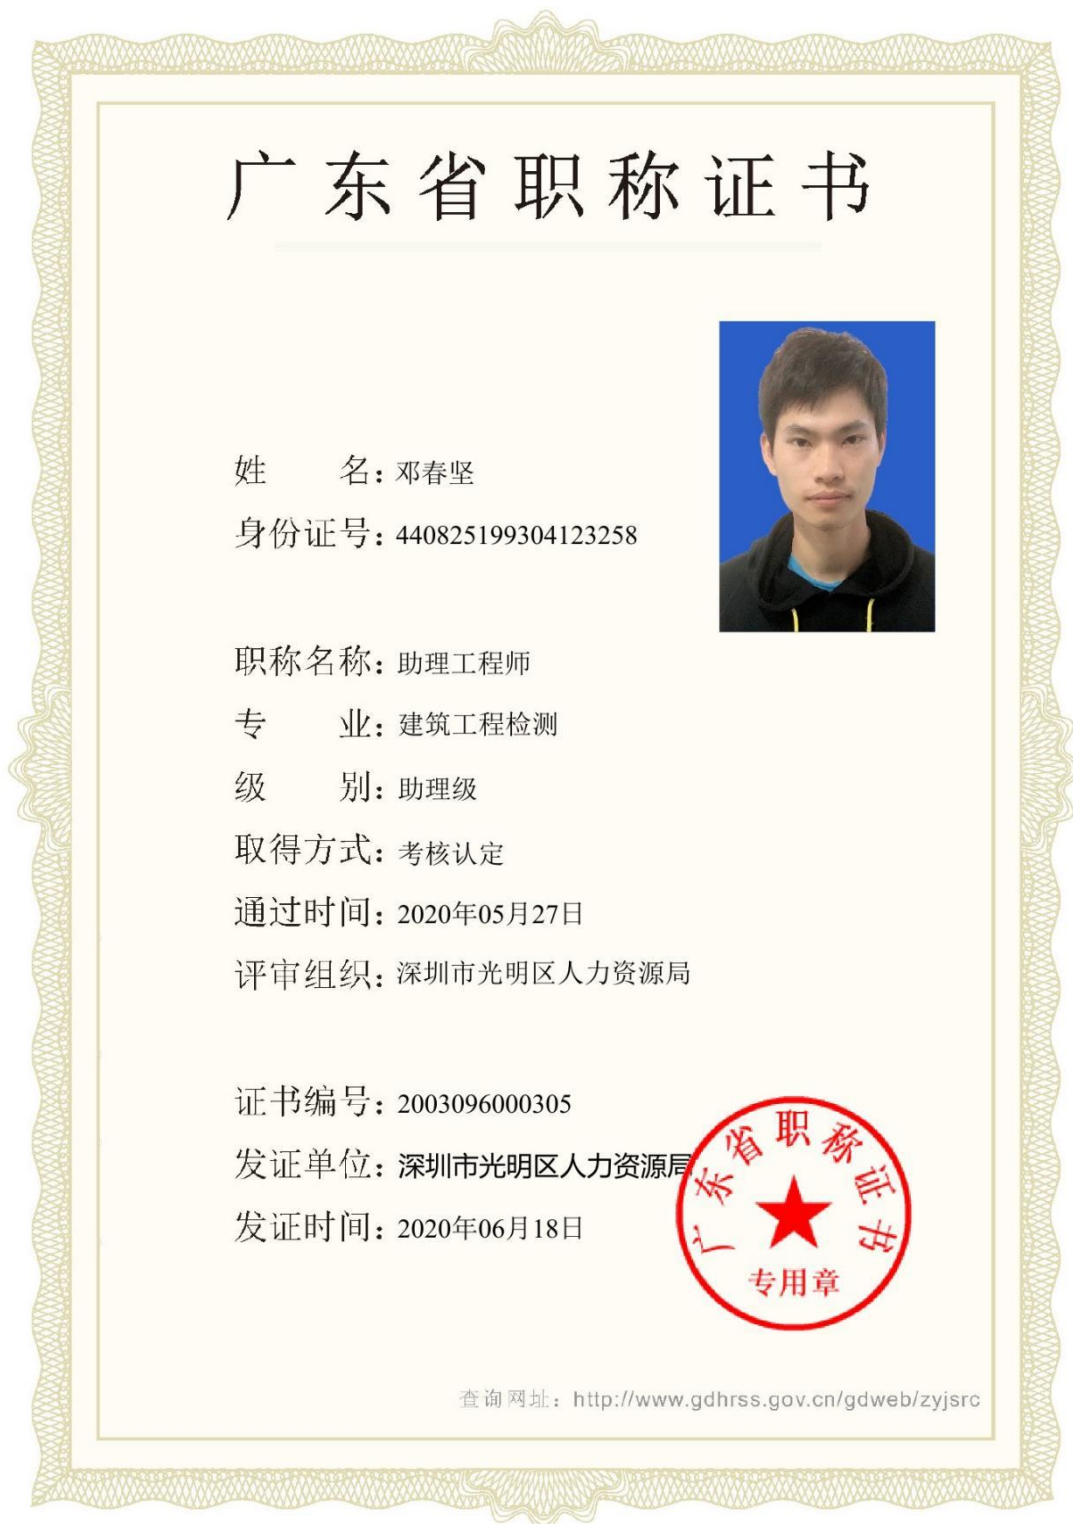 广东省职称证书
姓名：邓春坚
身份证号：440825199304123258
职称名称：助理工程师
专业：建筑工程检测
级别：助理级
取得方式：考核认定
通过时间：2020年05月27日
评审组织：深圳市光明区人力资源局
证书编号：2003096000305
发证单位：深圳市光明区人力资源局
发证时间：2020年06月18日
广东省职称证书
专用章
查询网址：http://www.gdhrss.gov.cn/gdweb/zyjsrc